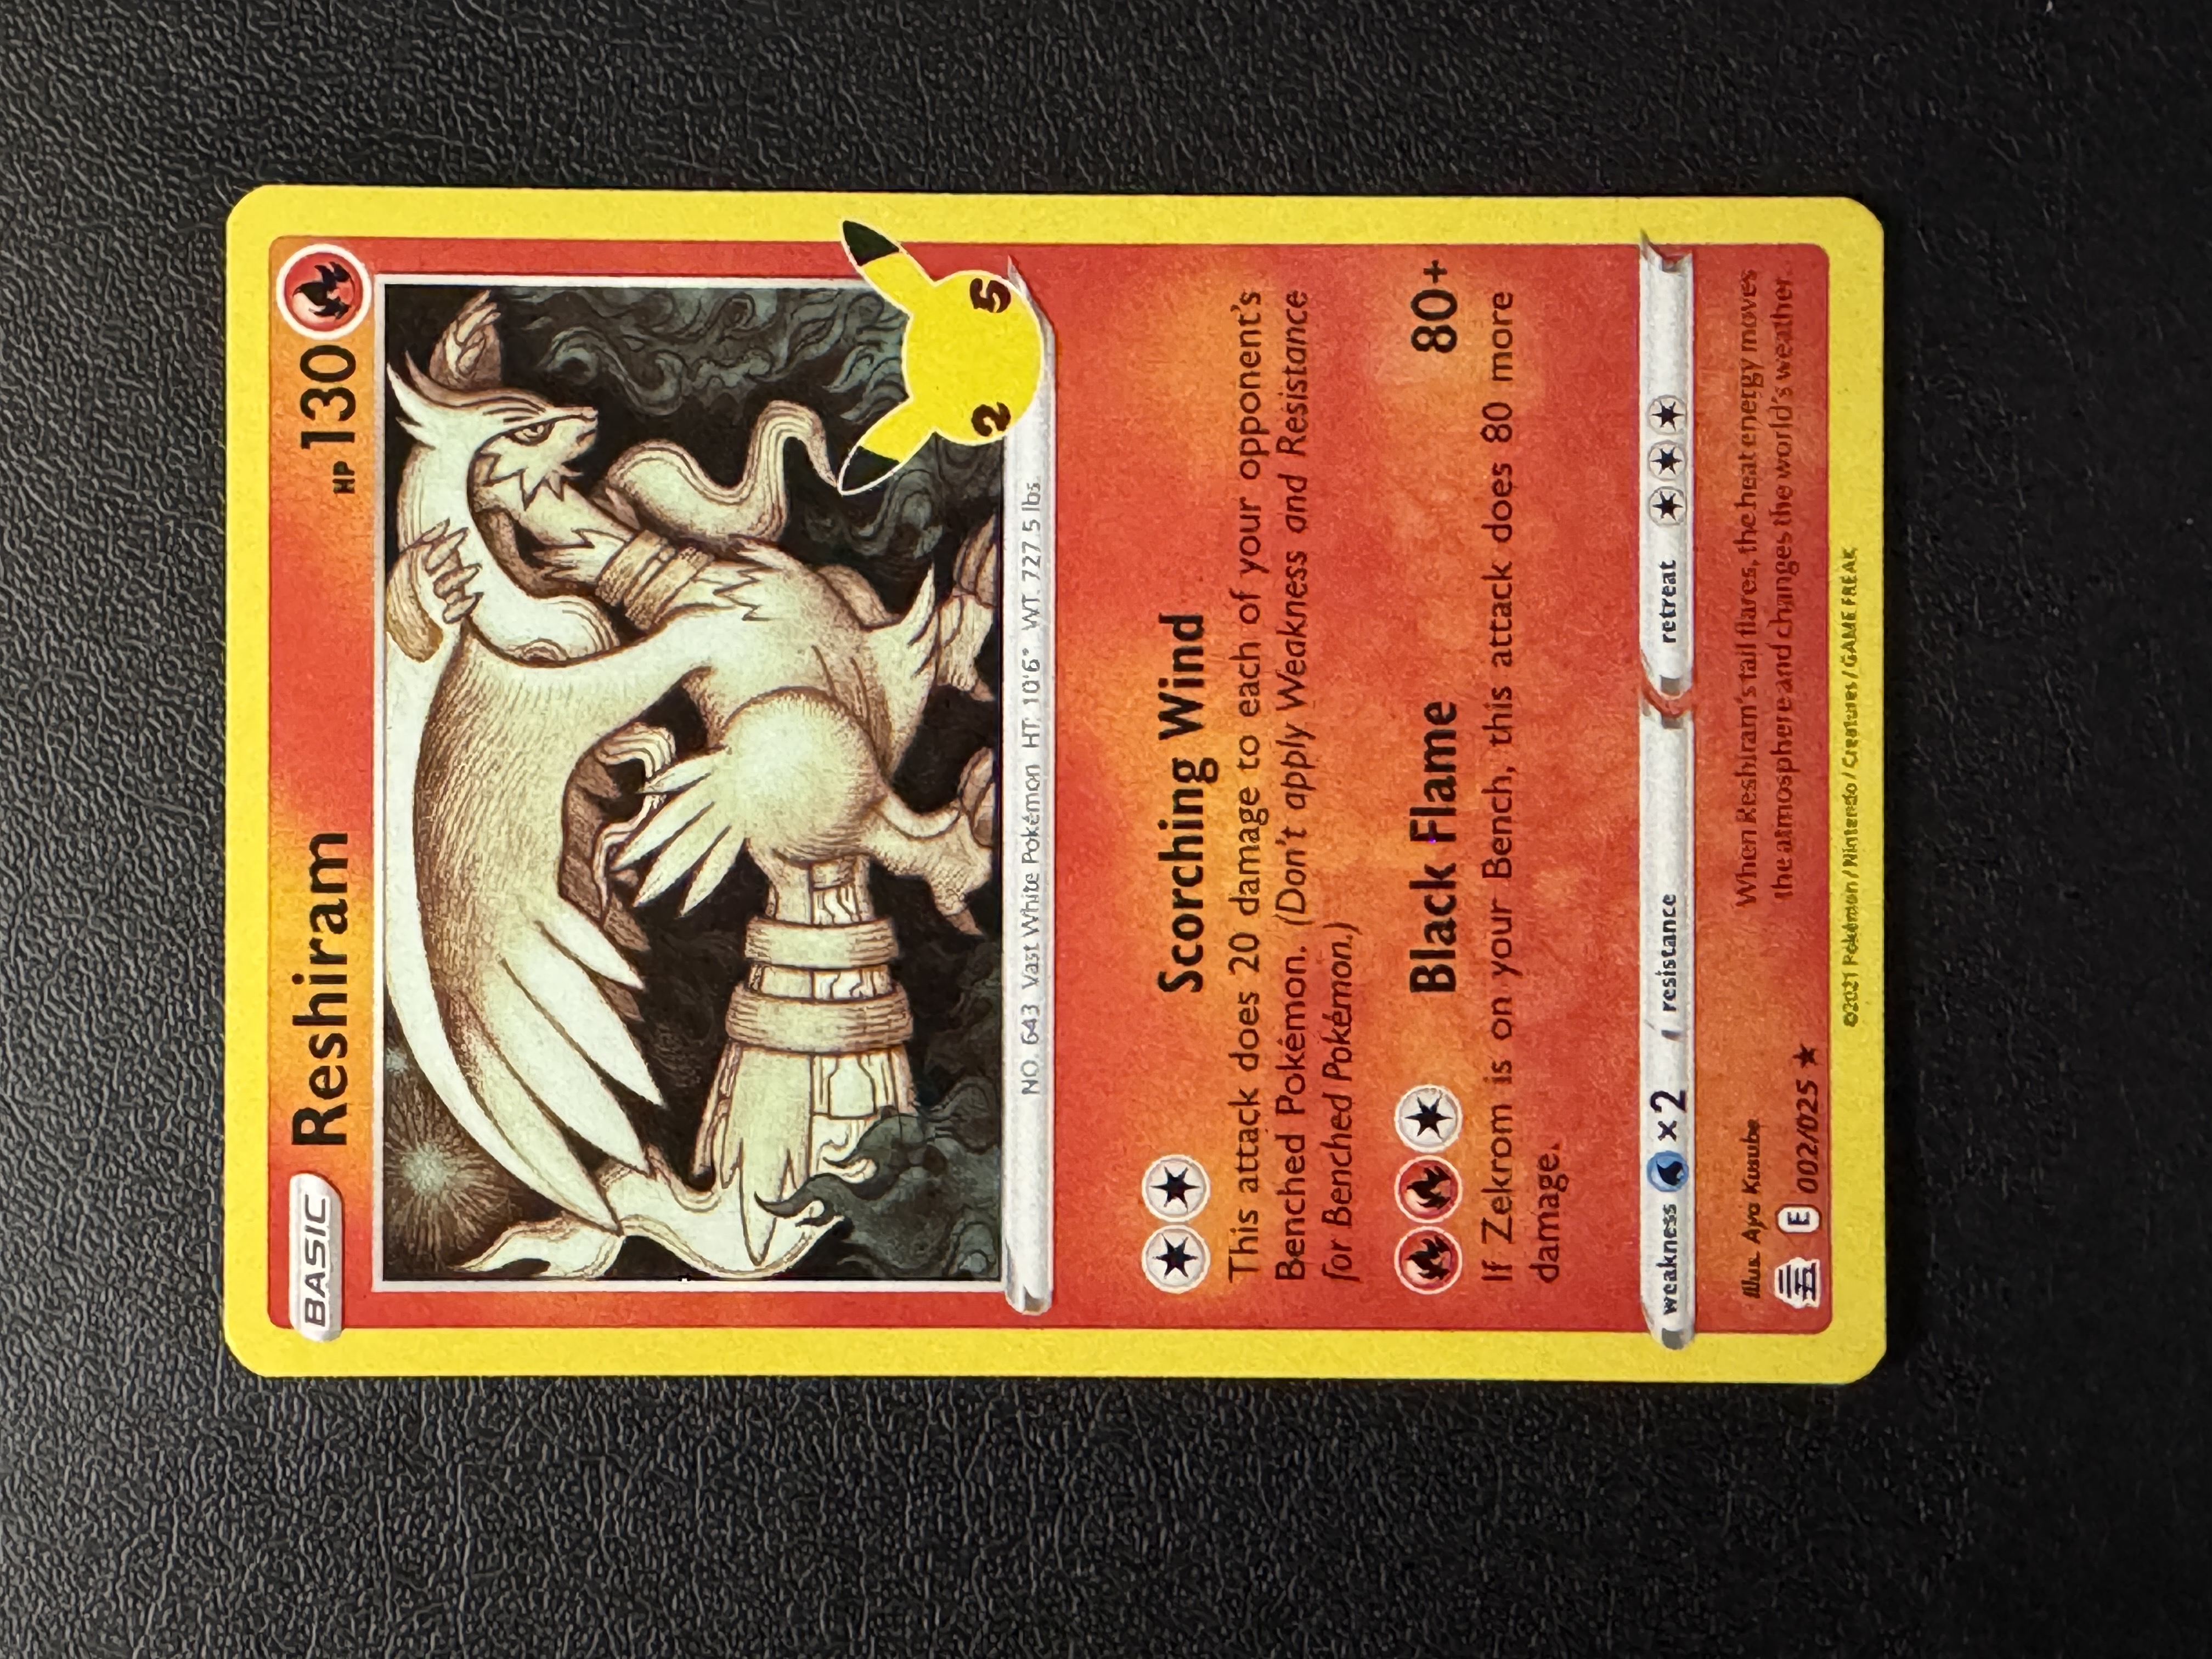 BASIC Reshiram HP 130
2 5
NO. 643 Vast White Pokémon HT: 10'6" WT: 727.5 lbs
Scorching Wind
This attack does 20 damage to each of your opponent's
Benched Pokémon. (Don't apply Weakness and Resistance
for Benched Pokémon.)
Black Flame 80+
If Zekrom is on your Bench, this attack does 80 more
damage.
weakness ×2 resistance retreat
Illus. Aya Kusube
When Reshiram's tail flares, the heat energy moves
the atmosphere and changes the world's weather.
E 002/025 ★
©2021 Pokémon / Nintendo / Creatures / GAME FREAK